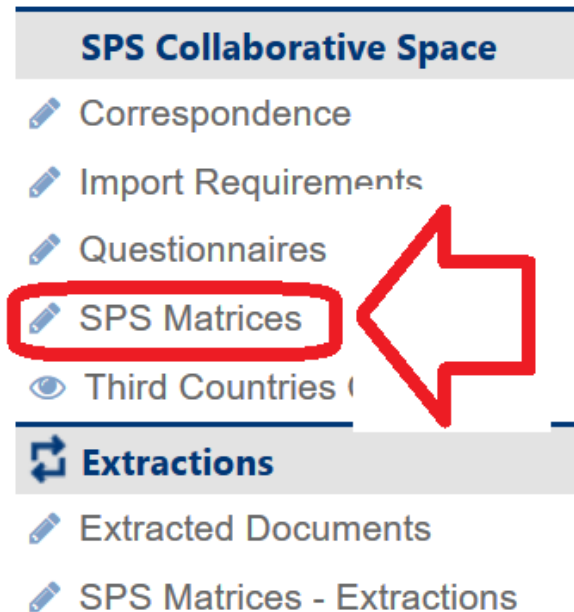 SPS Collaborative Space
Correspondence
Import Requirements
Questionnaires
SPS Matrices
Third Countries
Extractions
Extracted Documents
SPS Matrices - Extractions